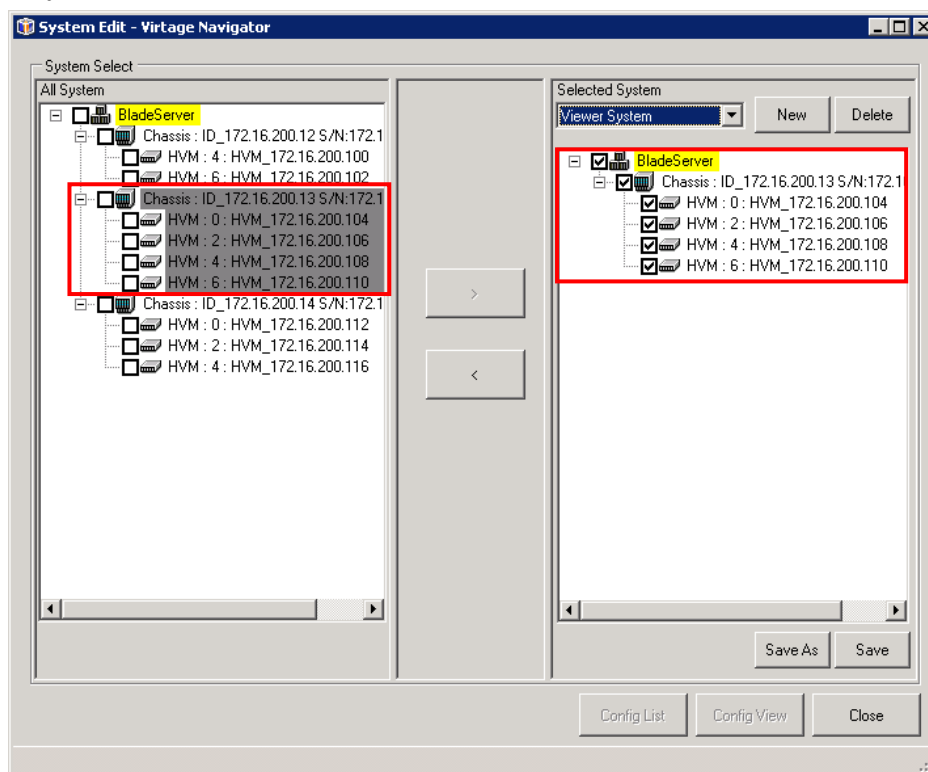 System Edit - Virtage Navigator
System Select
All System
BladeServer
Chassis : ID_172.16.200.12 S/N:172.1
HVM : 4 : HVM_172.16.200.100
HVM : 6 : HVM_172.16.200.102
Chassis : ID_172.16.200.13 S/N:172.1
HVM : 0 : HVM_172.16.200.104
HVM : 2 : HVM_172.16.200.106
HVM : 4 : HVM_172.16.200.108
HVM : 6 : HVM_172.16.200.110
Chassis : ID_172.16.200.14 S/N:172.1
HVM : 0 : HVM_172.16.200.112
HVM : 2 : HVM_172.16.200.114
HVM : 4 : HVM_172.16.200.116
>
<
Selected System
Viewer System
New
Delete
BladeServer
Chassis : ID_172.16.200.13 S/N:172.1
HVM : 0 : HVM_172.16.200.104
HVM : 2 : HVM_172.16.200.106
HVM : 4 : HVM_172.16.200.108
HVM : 6 : HVM_172.16.200.110
Save As
Save
Config List
Config View
Close